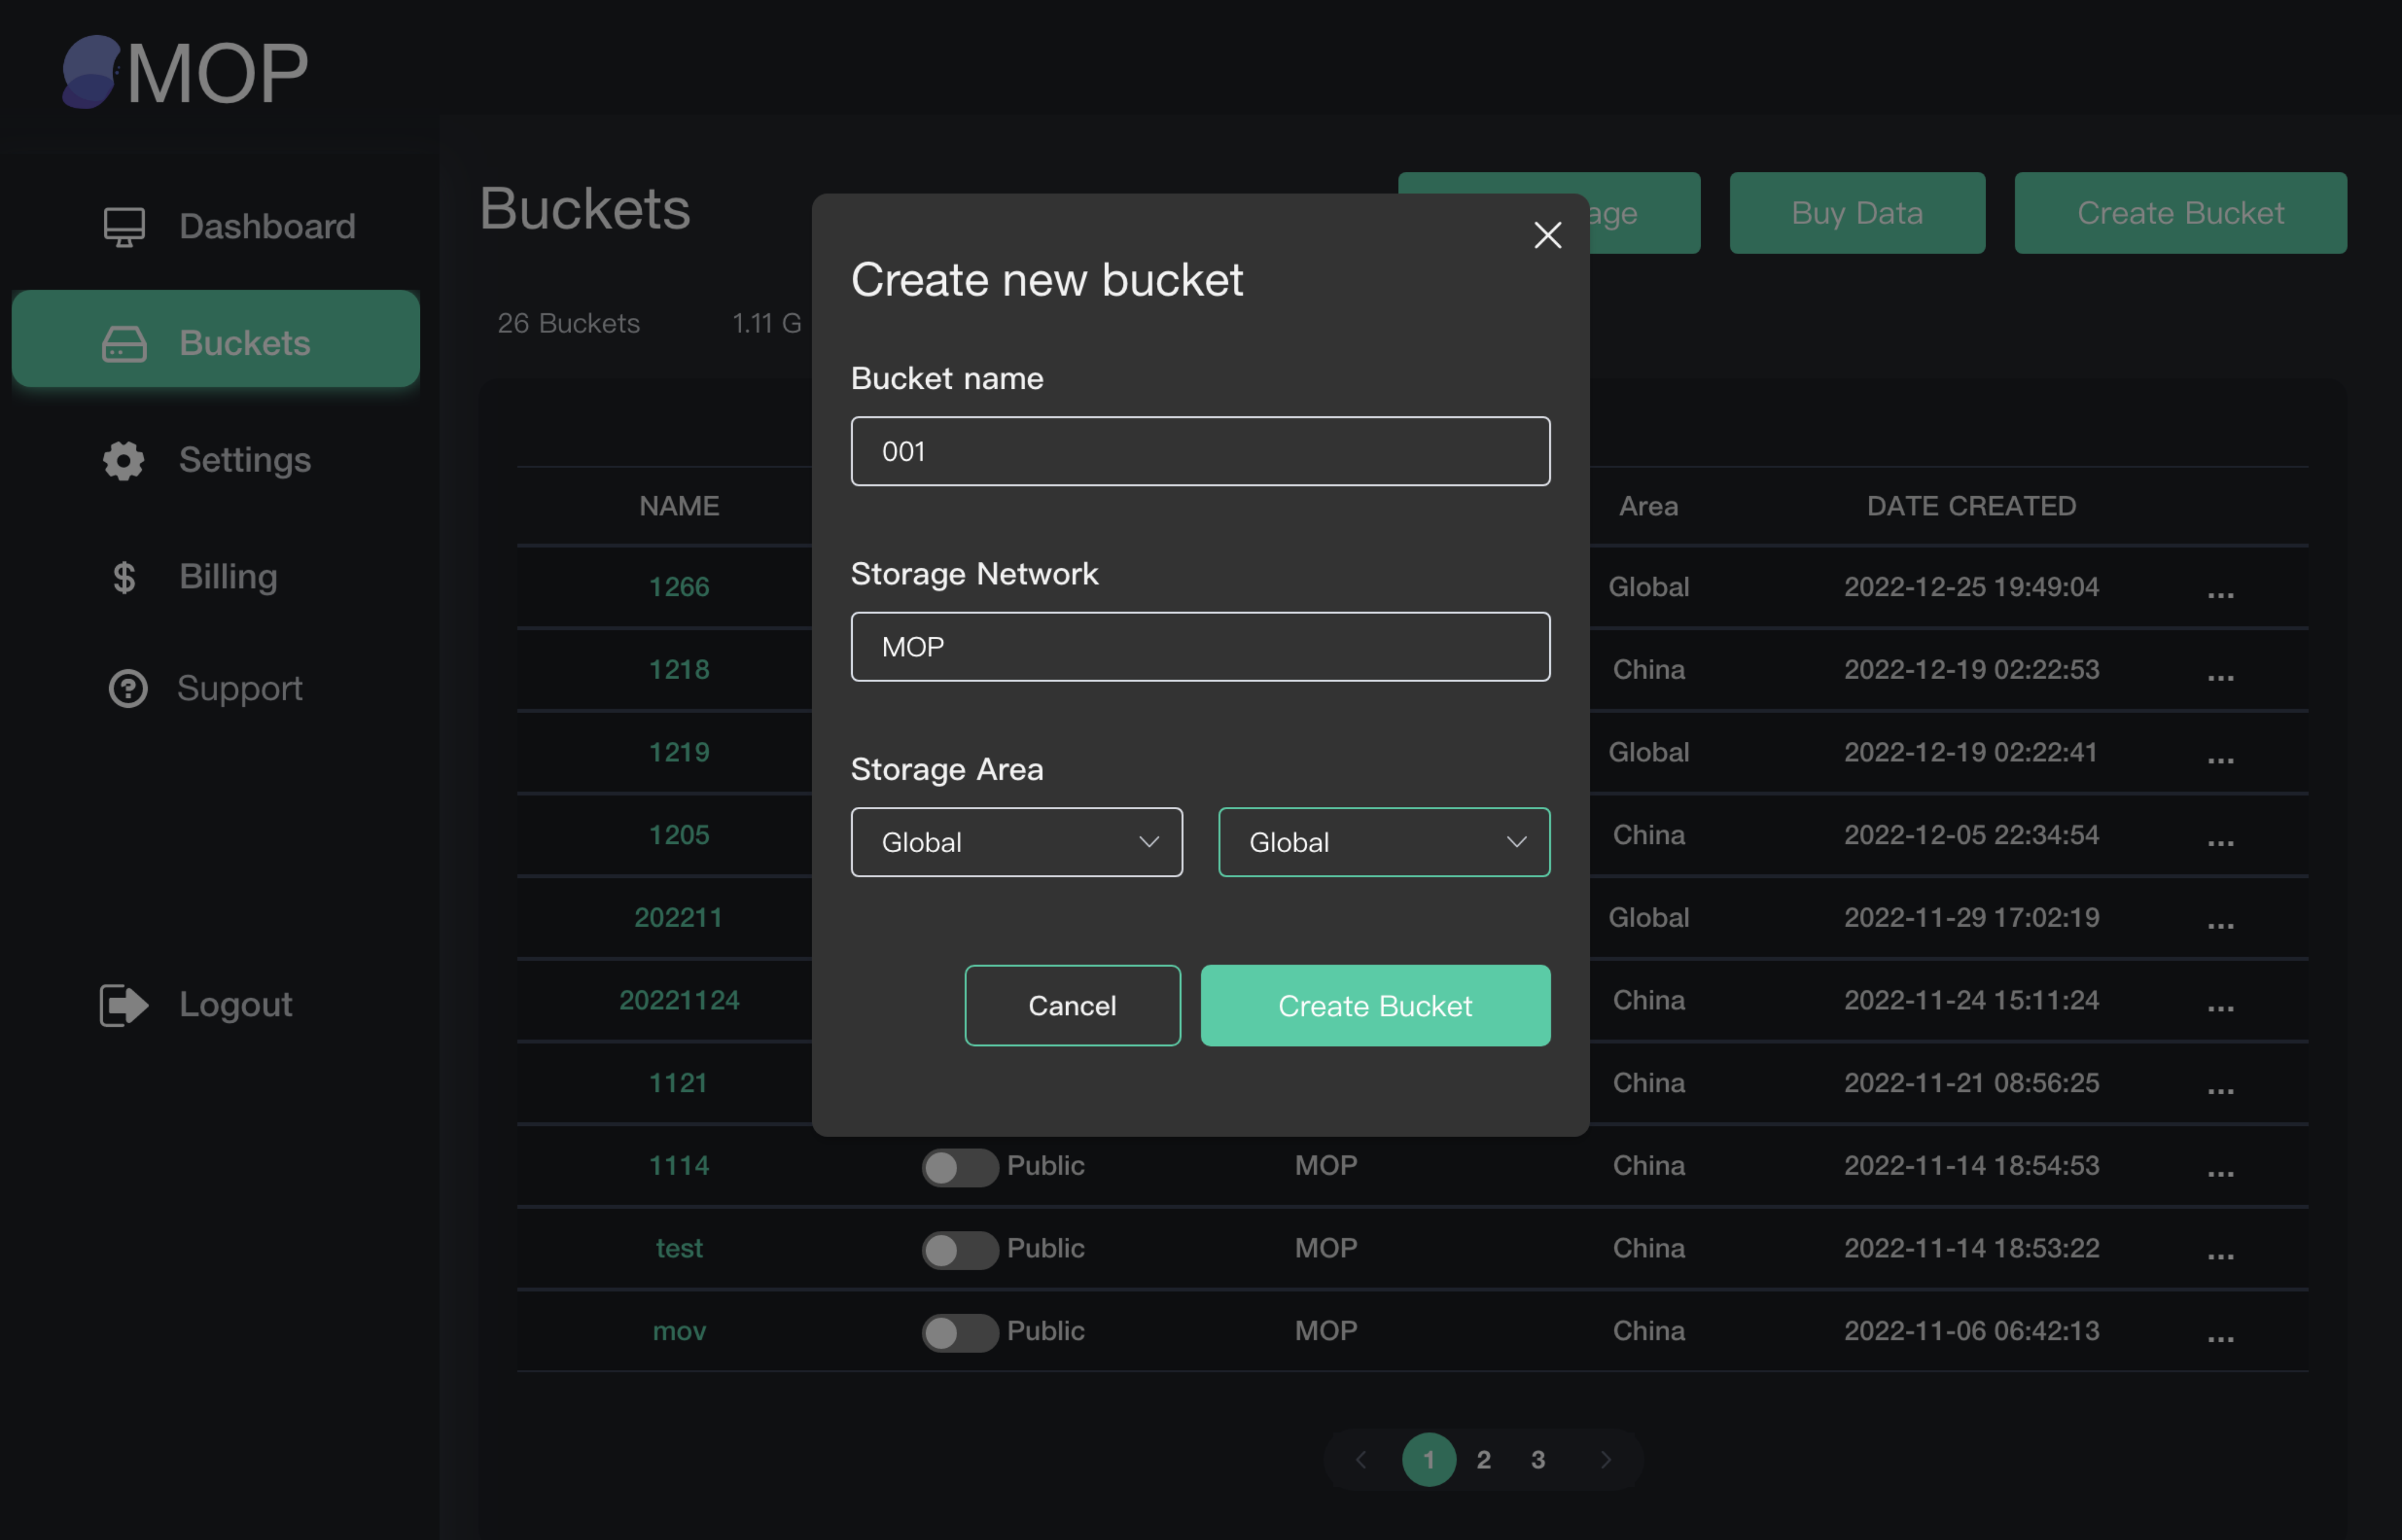 MOP
Dashboard
Buckets
Settings
Billing
Support
Logout
Buckets
Buy Data
Create Bucket
26 Buckets
1.11 G
Create new bucket
Bucket name
001
Storage Network
MOP
Storage Area
Global
Global
Cancel
Create Bucket
NAME Area DATE CREATED
1266 Global 2022-12-25 19:49:04 ...
1218 China 2022-12-19 02:22:53 ...
1219 Global 2022-12-19 02:22:41 ...
1205 China 2022-12-05 22:34:54 ...
202211 Global 2022-11-29 17:02:19 ...
20221124 China 2022-11-24 15:11:24 ...
1121 China 2022-11-21 08:56:25 ...
1114 Public MOP China 2022-11-14 18:54:53 ...
test Public MOP China 2022-11-14 18:53:22 ...
mov Public MOP China 2022-11-06 06:42:13 ...
1 2 3